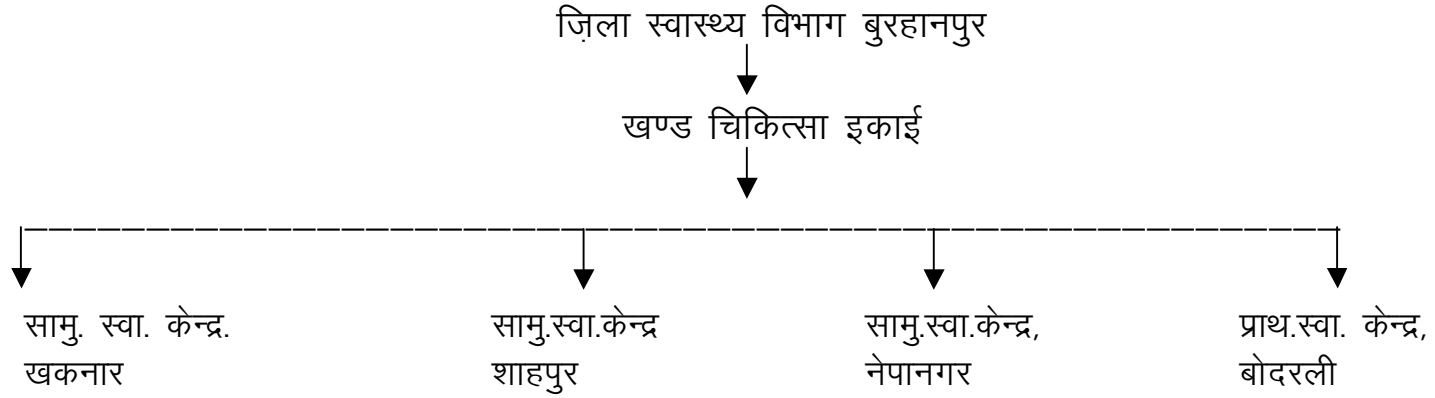 ज़िला स्वास्थ्य विभाग बुरहानपुर
खण्ड चिकित्सा इकाई
सामु. स्वा. केन्द्र.
खकनार
सामु.स्वा.केन्द्र
शाहपुर
सामु.स्वा.केन्द्र,
नेपानगर
प्राथ.स्वा. केन्द्र,
बोदरली